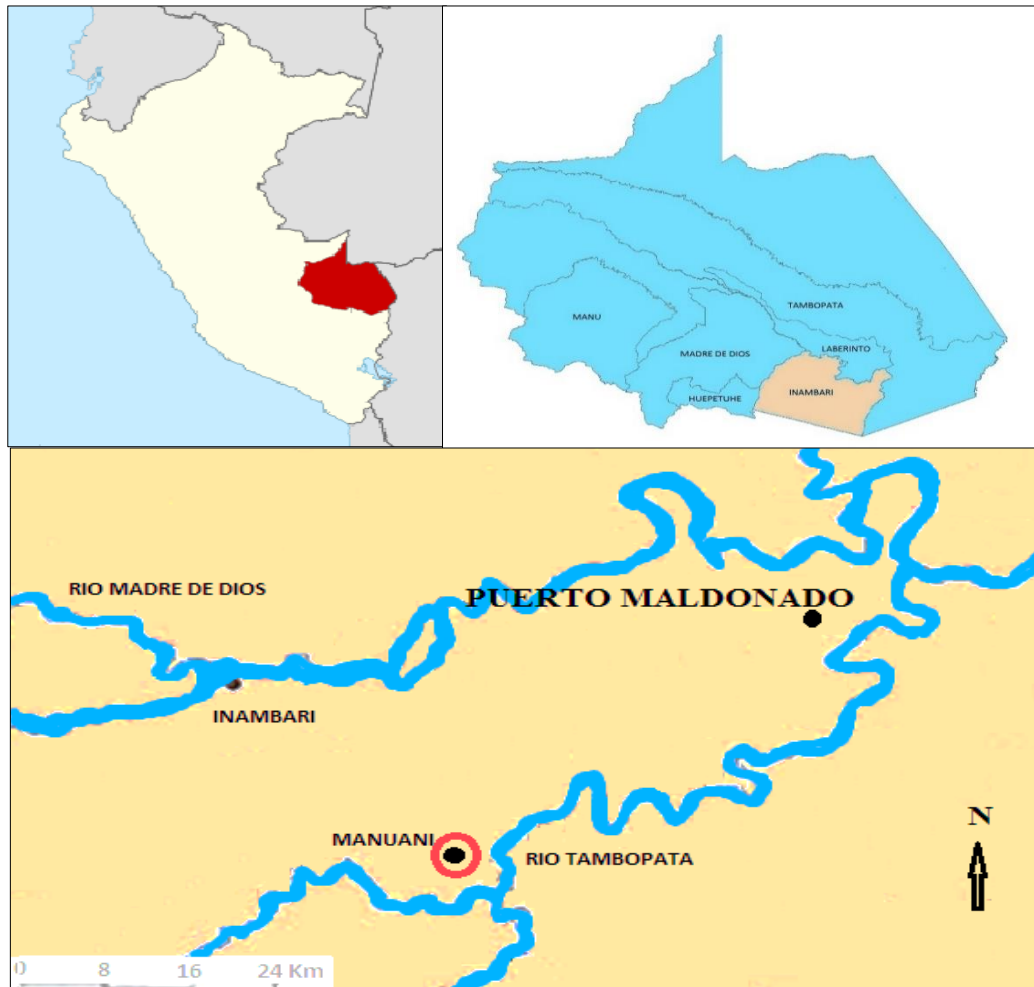 TAMBOPATA
MANU
LABERINTO
MADRE DE DIOS
INAMBARI
HUEPETUHE
RIO MADRE DE DIOS
PUERTO MALDONADO
INAMBARI
N
MANUANI
RIO TAMBOPATA
0 8 16 24 Km